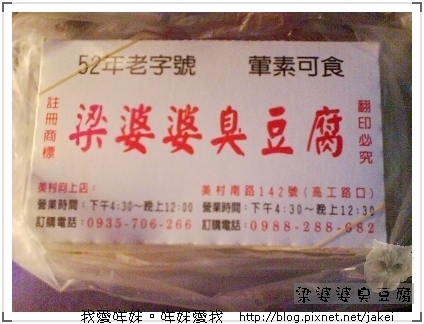 52年老字號 葷素可食
註冊商標
梁婆婆臭豆腐
翻印必究
美村向上店：
營業時間：下午4:30～晚上12:00
訂購電話：0935-706-266
美村南路142號(高工路口)
營業時間：下午4:30～晚上12:30
訂購電話：0988-288-682
梁婆婆臭豆腐
我愛咩妹。咩妹愛我 http://blog.pixnet.net/jakei